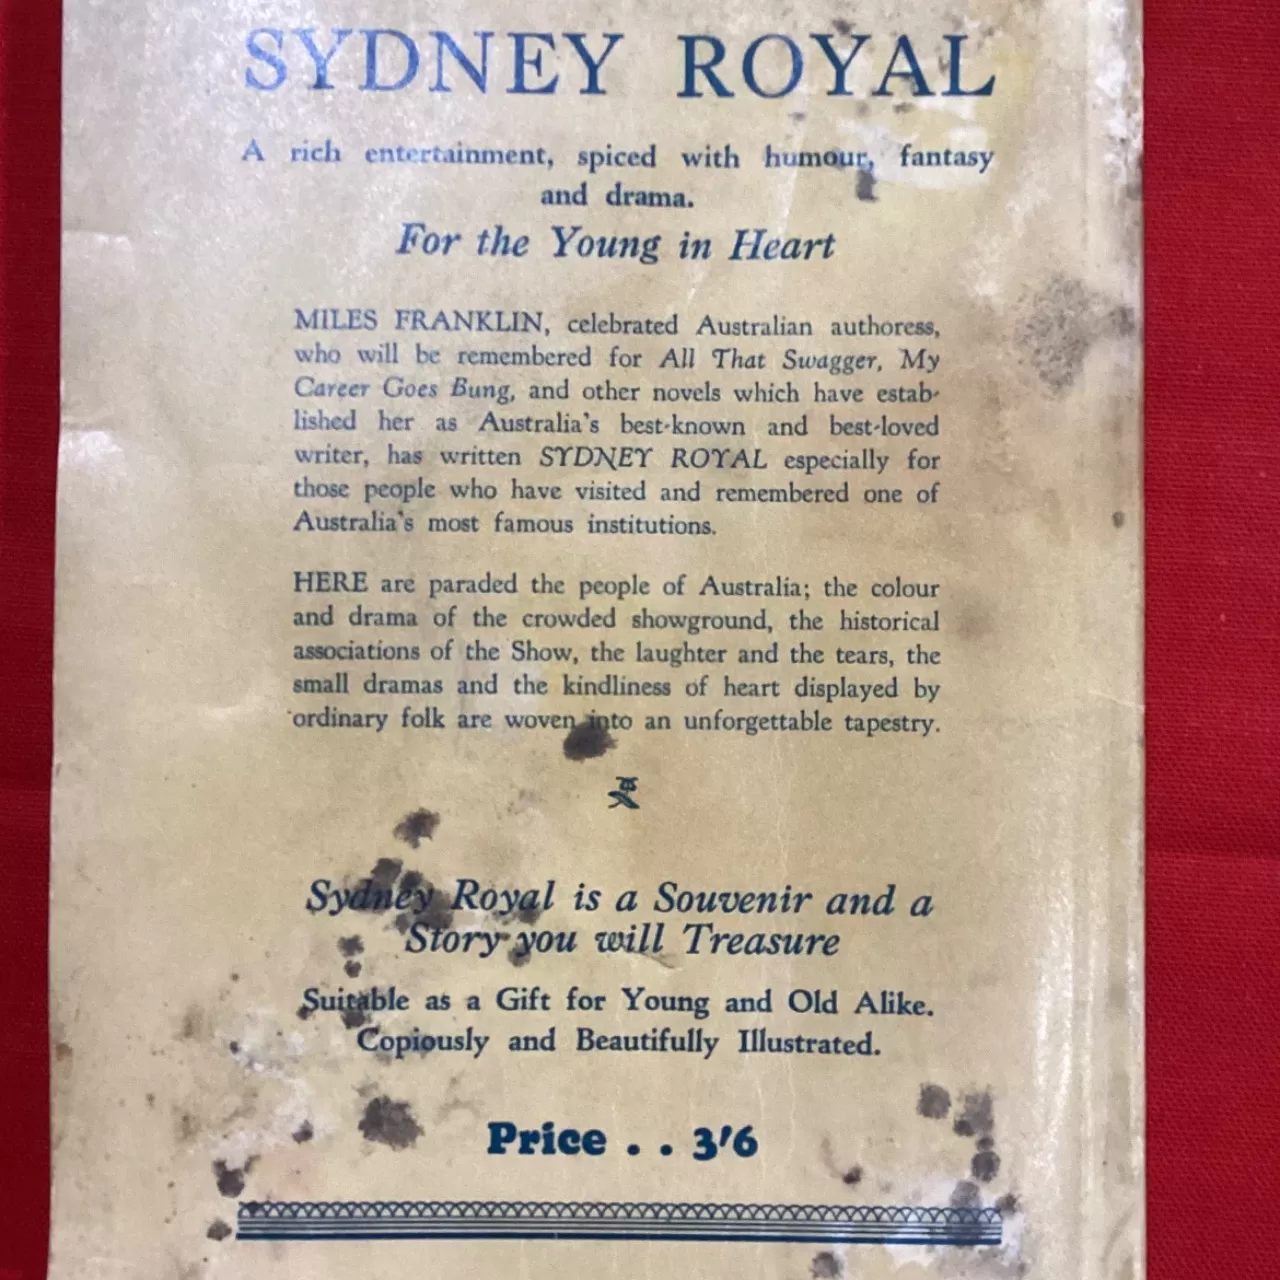 SYDNEY ROYAL
A rich entertainment, spiced with humour, fantasy
and drama.
For the Young in Heart
MILES FRANKLIN, celebrated Australian authoress,
who will be remembered for All That Swagger, My
Career Goes Bung, and other novels which have estab-
lished her as Australia's best-known and best-loved
writer, has written SYDNEY ROYAL especially for
those people who have visited and remembered one of
Australia's most famous institutions.
HERE are paraded the people of Australia; the colour
and drama of the crowded showground, the historical
associations of the Show, the laughter and the tears, the
small dramas and the kindliness of heart displayed by
ordinary folk are woven into an unforgettable tapestry.
Sydney Royal is a Souvenir and a
Story you will Treasure
Suitable as a Gift for Young and Old Alike.
Copiously and Beautifully Illustrated.
Price . . 3'6